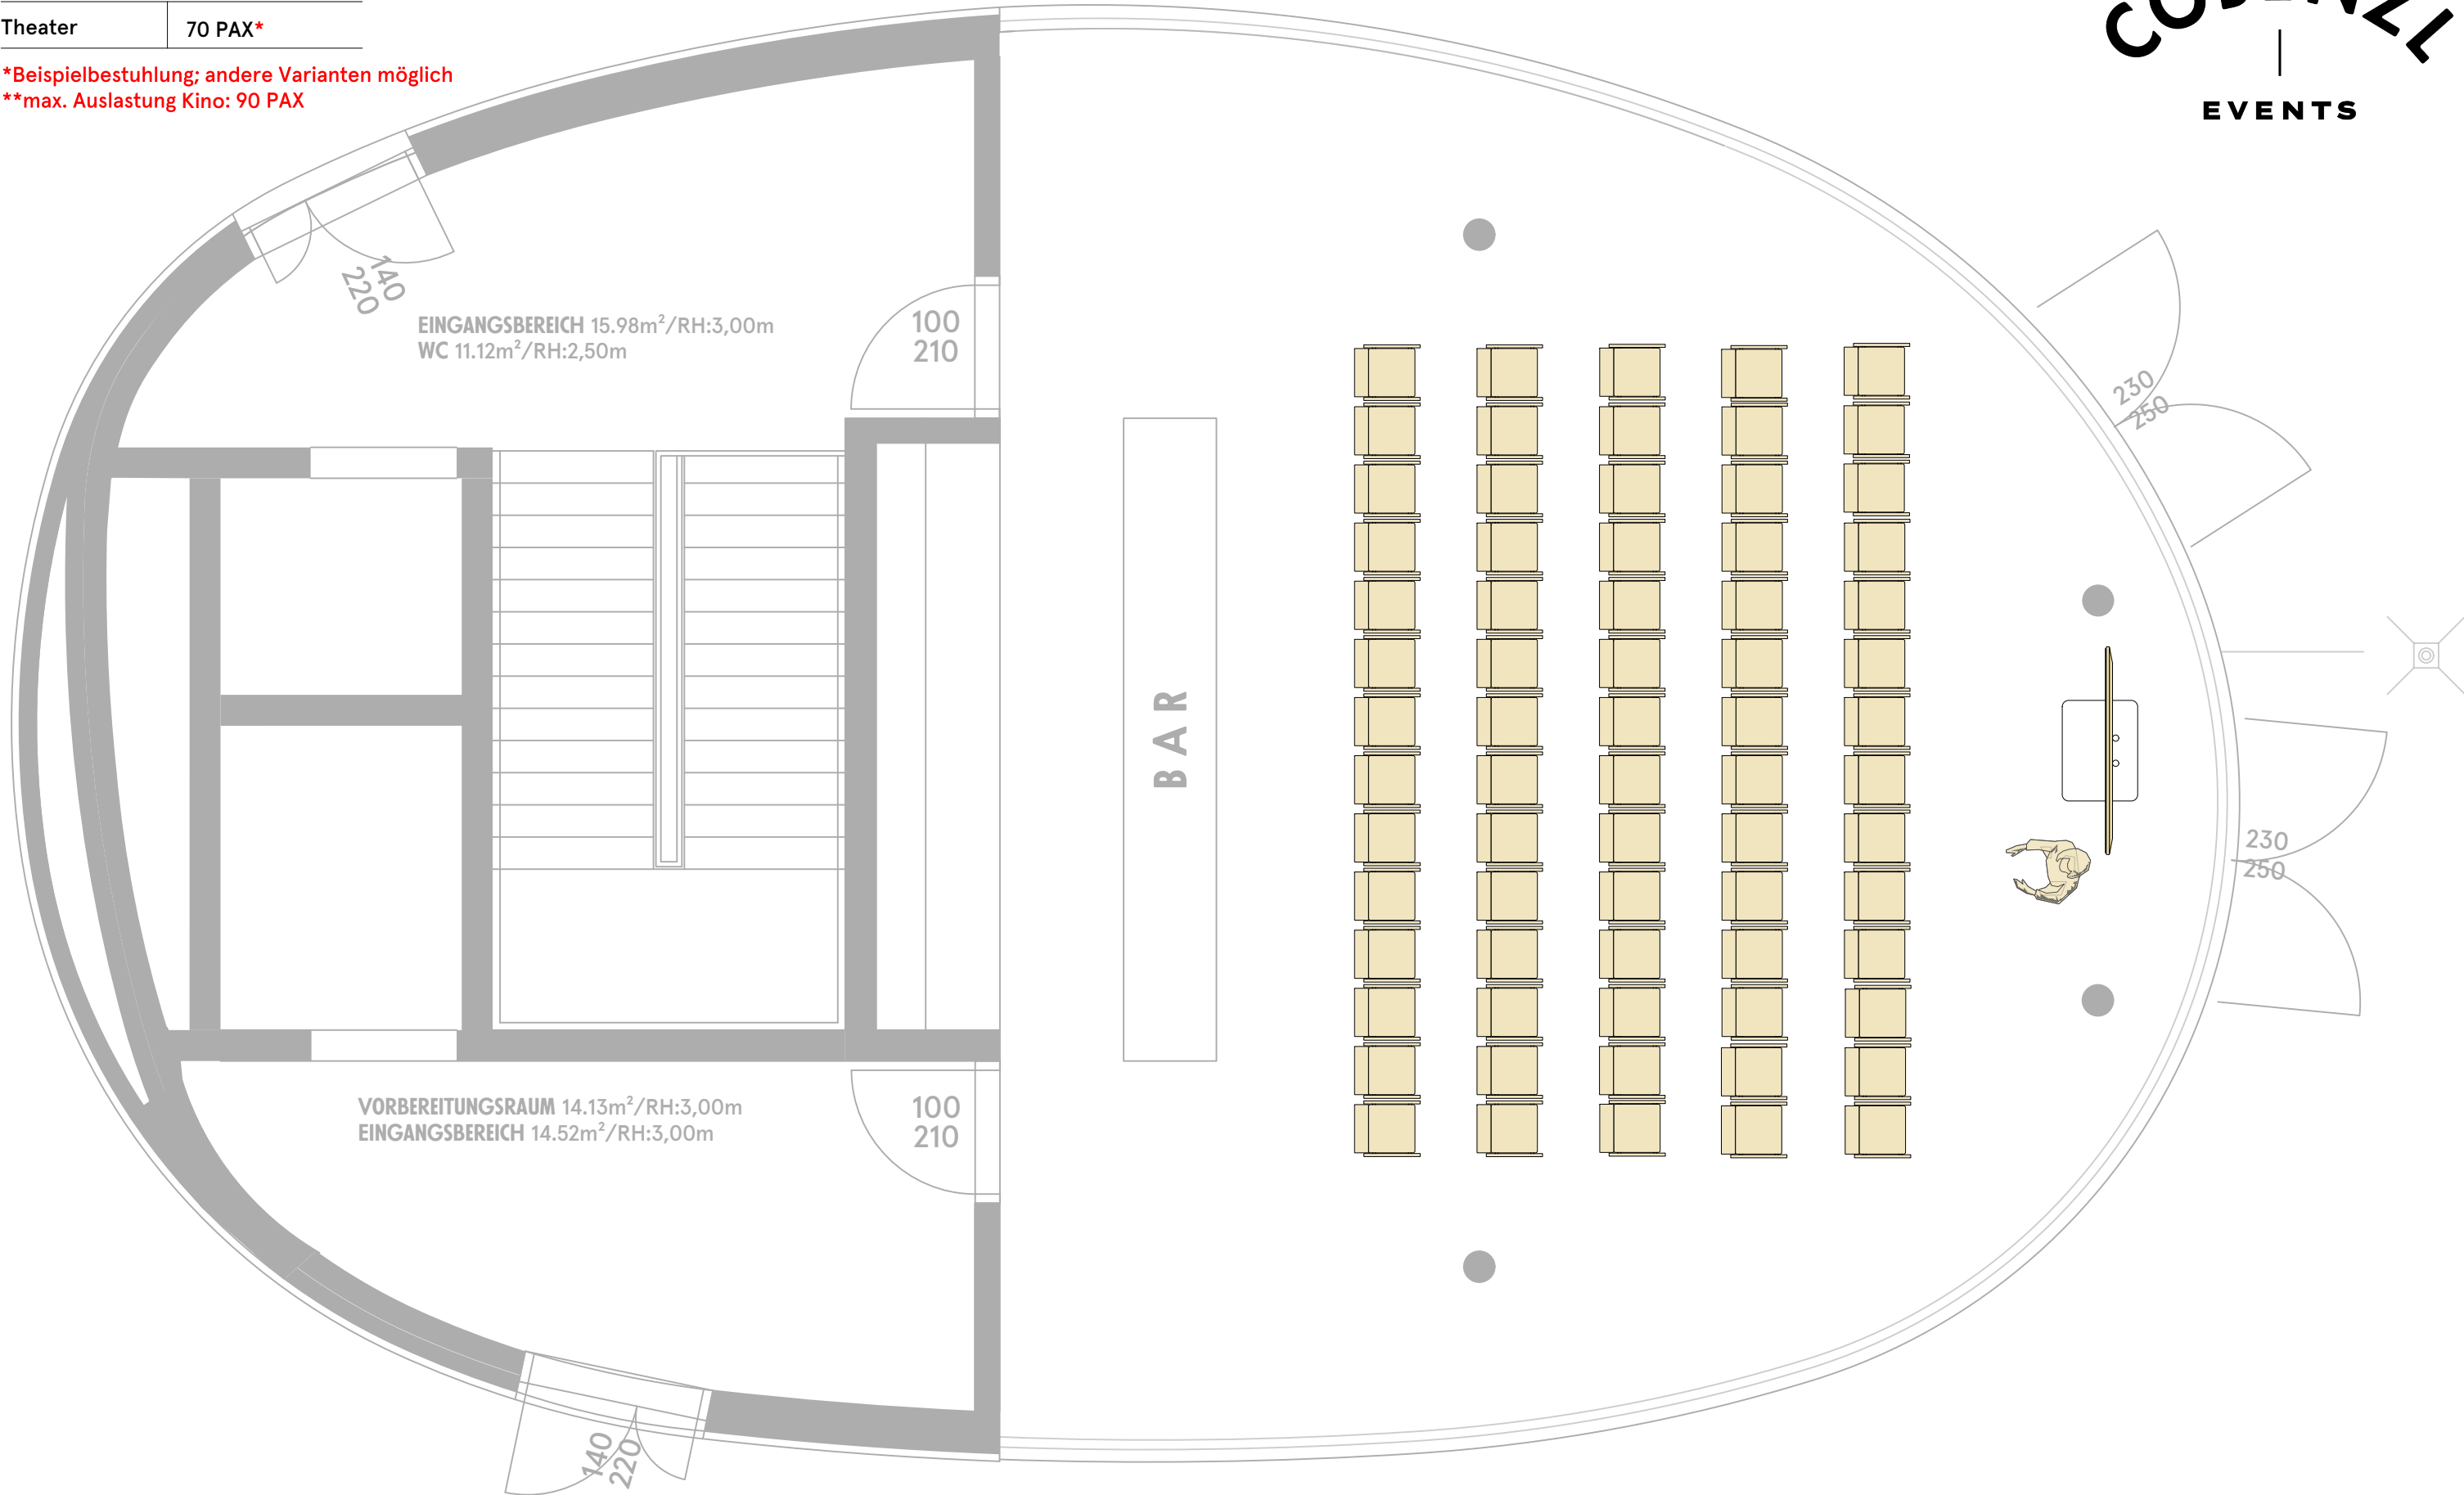 Theater 70 PAX*
*Beispielbestuhlung; andere Varianten möglich
**max. Auslastung Kino: 90 PAX
EVENTS
140
220
EINGANGSBEREICH 15.98m²/RH:3,00m
WC 11.12m²/RH:2,50m
100
210
230
250
BAR
230
250
VORBEREITUNGSRAUM 14.13m²/RH:3,00m
EINGANGSBEREICH 14.52m²/RH:3,00m
100
210
140
220